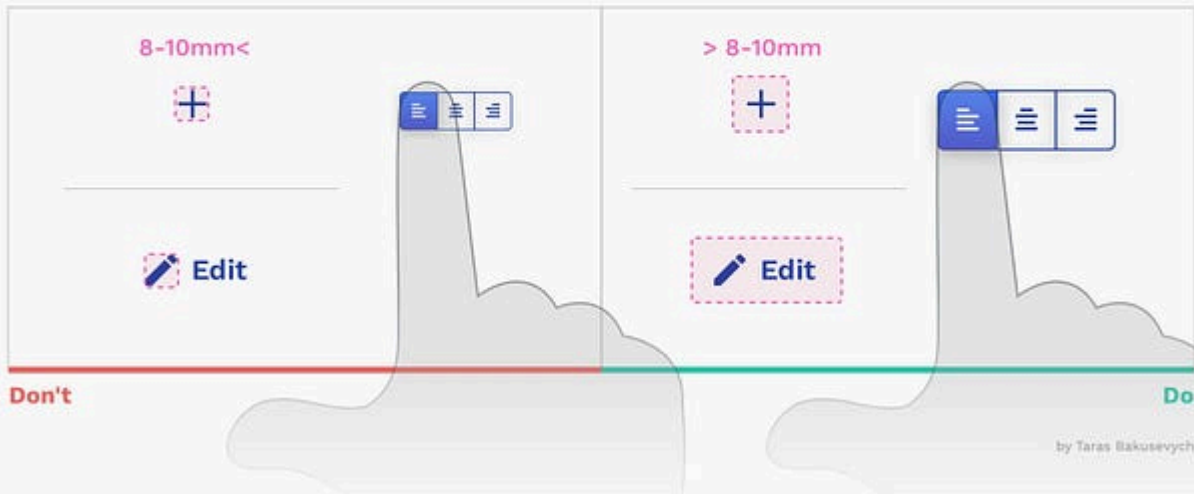 8-10mm<
> 8-10mm
Edit
Edit
Don't
Do
by Taras Bakusevych